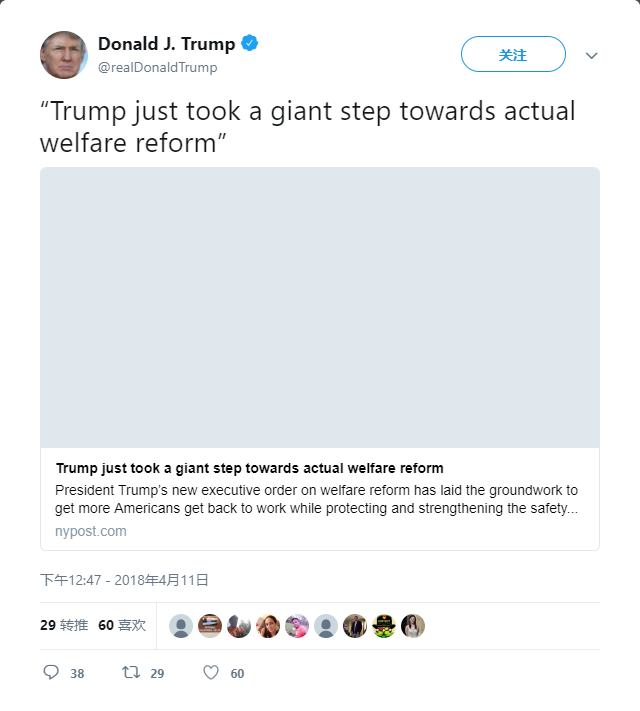 Donald J. Trump
@realDonaldTrump
关注
“Trump just took a giant step towards actual
welfare reform”
Trump just took a giant step towards actual welfare reform
President Trump’s new executive order on welfare reform has laid the groundwork to
get more Americans get back to work while protecting and strengthening the safety...
nypost.com
下午12:47 - 2018年4月11日
29 转推 60 喜欢
38 29 60